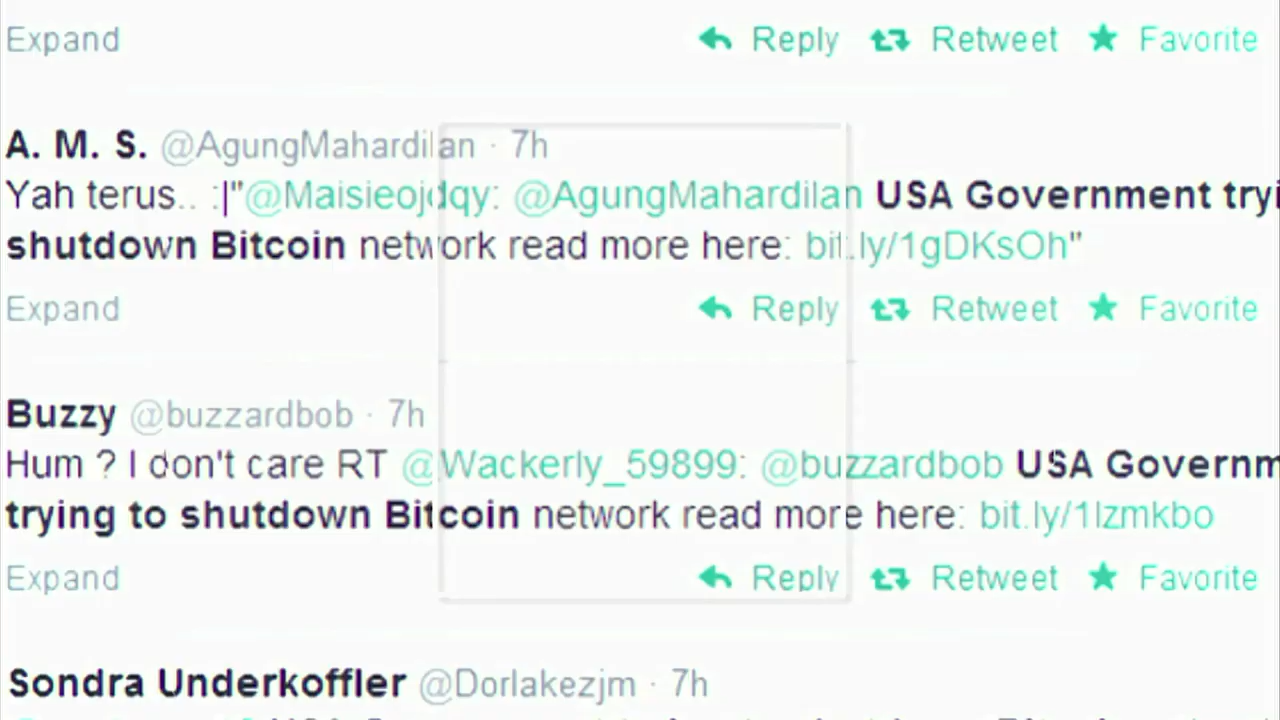 Expand Reply Retweet Favorite
A. M. S. @AgungMahardilan · 7h
Yah terus.. :|"@Maisieojdqy: @AgungMahardilan USA Government tryi
shutdown Bitcoin network read more here: bit.ly/1gDKsOh"
Expand Reply Retweet Favorite
Buzzy @buzzardbob · 7h
Hum ? I don't care RT @Wackerly_59899: @buzzardbob USA Governm
trying to shutdown Bitcoin network read more here: bit.ly/1lzmkbo
Expand Reply Retweet Favorite
Sondra Underkoffler @Dorlakezjm · 7h